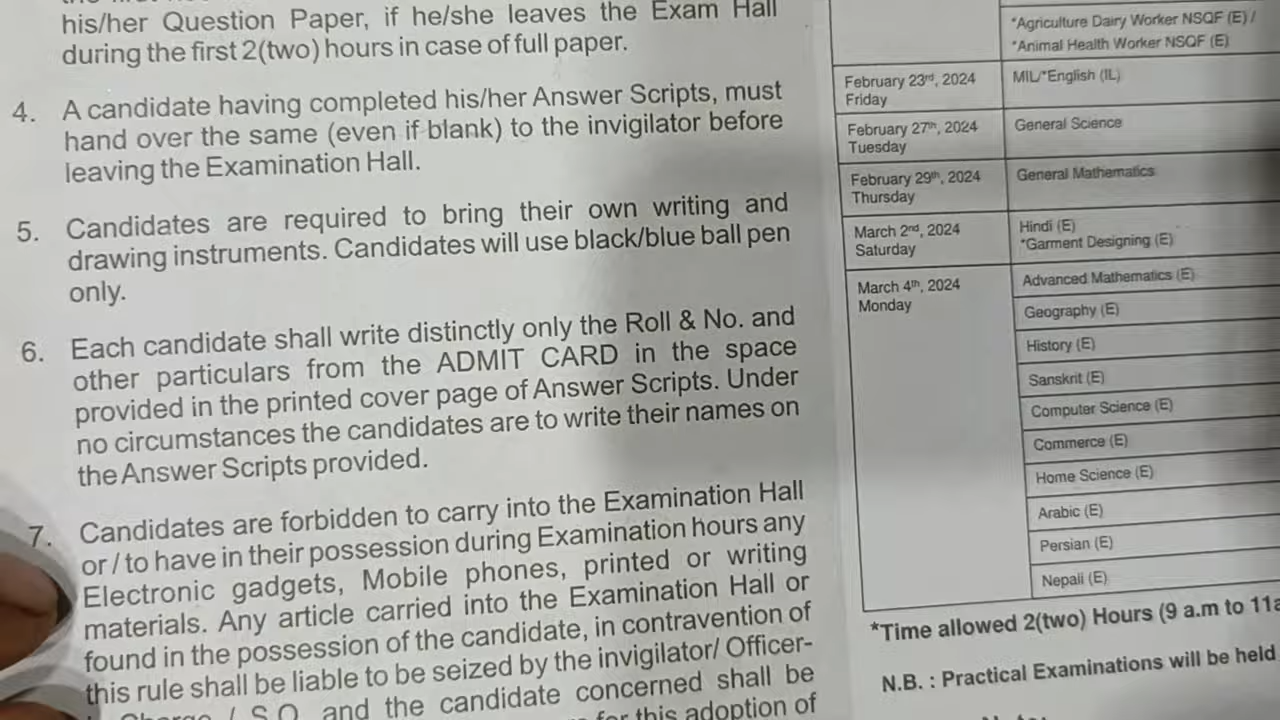 his/her Question Paper, if he/she leaves the Exam Hall
during the first 2(two) hours in case of full paper.
4. A candidate having completed his/her Answer Scripts, must
hand over the same (even if blank) to the invigilator before
leaving the Examination Hall.
5. Candidates are required to bring their own writing and
drawing instruments. Candidates will use black/blue ball pen
only.
6. Each candidate shall write distinctly only the Roll & No. and
other particulars from the ADMIT CARD in the space
provided in the printed cover page of Answer Scripts. Under
no circumstances the candidates are to write their names on
the Answer Scripts provided.
7. Candidates are forbidden to carry into the Examination Hall
or / to have in their possession during Examination hours any
Electronic gadgets, Mobile phones, printed or writing
materials. Any article carried into the Examination Hall or
found in the possession of the candidate, in contravention of
this rule shall be liable to be seized by the invigilator/ Officer-
/ S.O. and the candidate concerned shall be
for this adoption of
*Agriculture Dairy Worker NSQF (E) /
*Animal Health Worker NSQF (E)
February 23rd, 2024
Friday
MIL/*English (IL)
February 27th, 2024
Tuesday
General Science
February 29th, 2024
Thursday
General Mathematics
March 2nd, 2024
Saturday
Hindi (E)
*Garment Designing (E)
March 4th, 2024
Monday
Advanced Mathematics (E)
Geography (E)
History (E)
Sanskrit (E)
Computer Science (E)
Commerce (E)
Home Science (E)
Arabic (E)
Persian (E)
Nepali (E)
*Time allowed 2(two) Hours (9 a.m to 11a
N.B. : Practical Examinations will be held